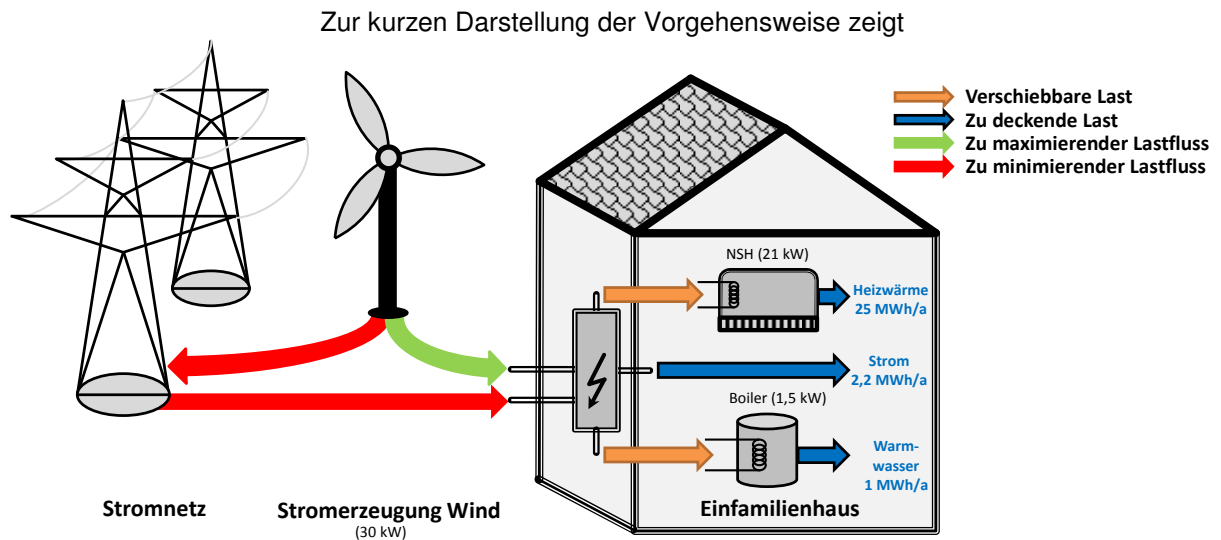 Zur kurzen Darstellung der Vorgehensweise zeigt
Verschiebbare Last
Zu deckende Last
Zu maximierender Lastfluss
Zu minimierender Lastfluss
NSH (21 kW)
Heizwärme
25 MWh/a
Strom
2,2 MWh/a
Boiler (1,5 kW)
Warm-
wasser
1 MWh/a
Stromnetz
Stromerzeugung Wind
(30 kW)
Einfamilienhaus